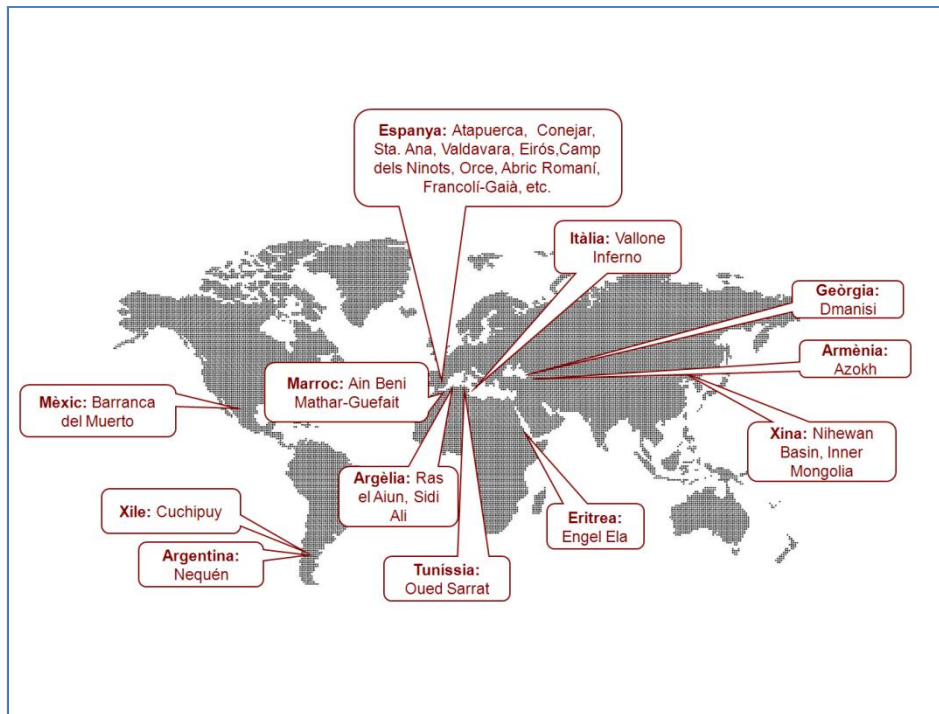 Espanya: Atapuerca, Conejar,
Sta. Ana, Valdavara, Eirós,Camp
dels Ninots, Orce, Abric Romaní,
Francolí-Gaià, etc.
Itàlia: Vallone
Inferno
Geòrgia:
Dmanisi
Armènia:
Azokh
Marroc: Ain Beni
Mathar-Guefait
Mèxic: Barranca
del Muerto
Xina: Nihewan
Basin, Inner
Mongolia
Argèlia: Ras
el Aiun, Sidi
Ali
Xile: Cuchipuy
Eritrea:
Engel Ela
Argentina:
Nequén
Tuníssia:
Oued Sarrat